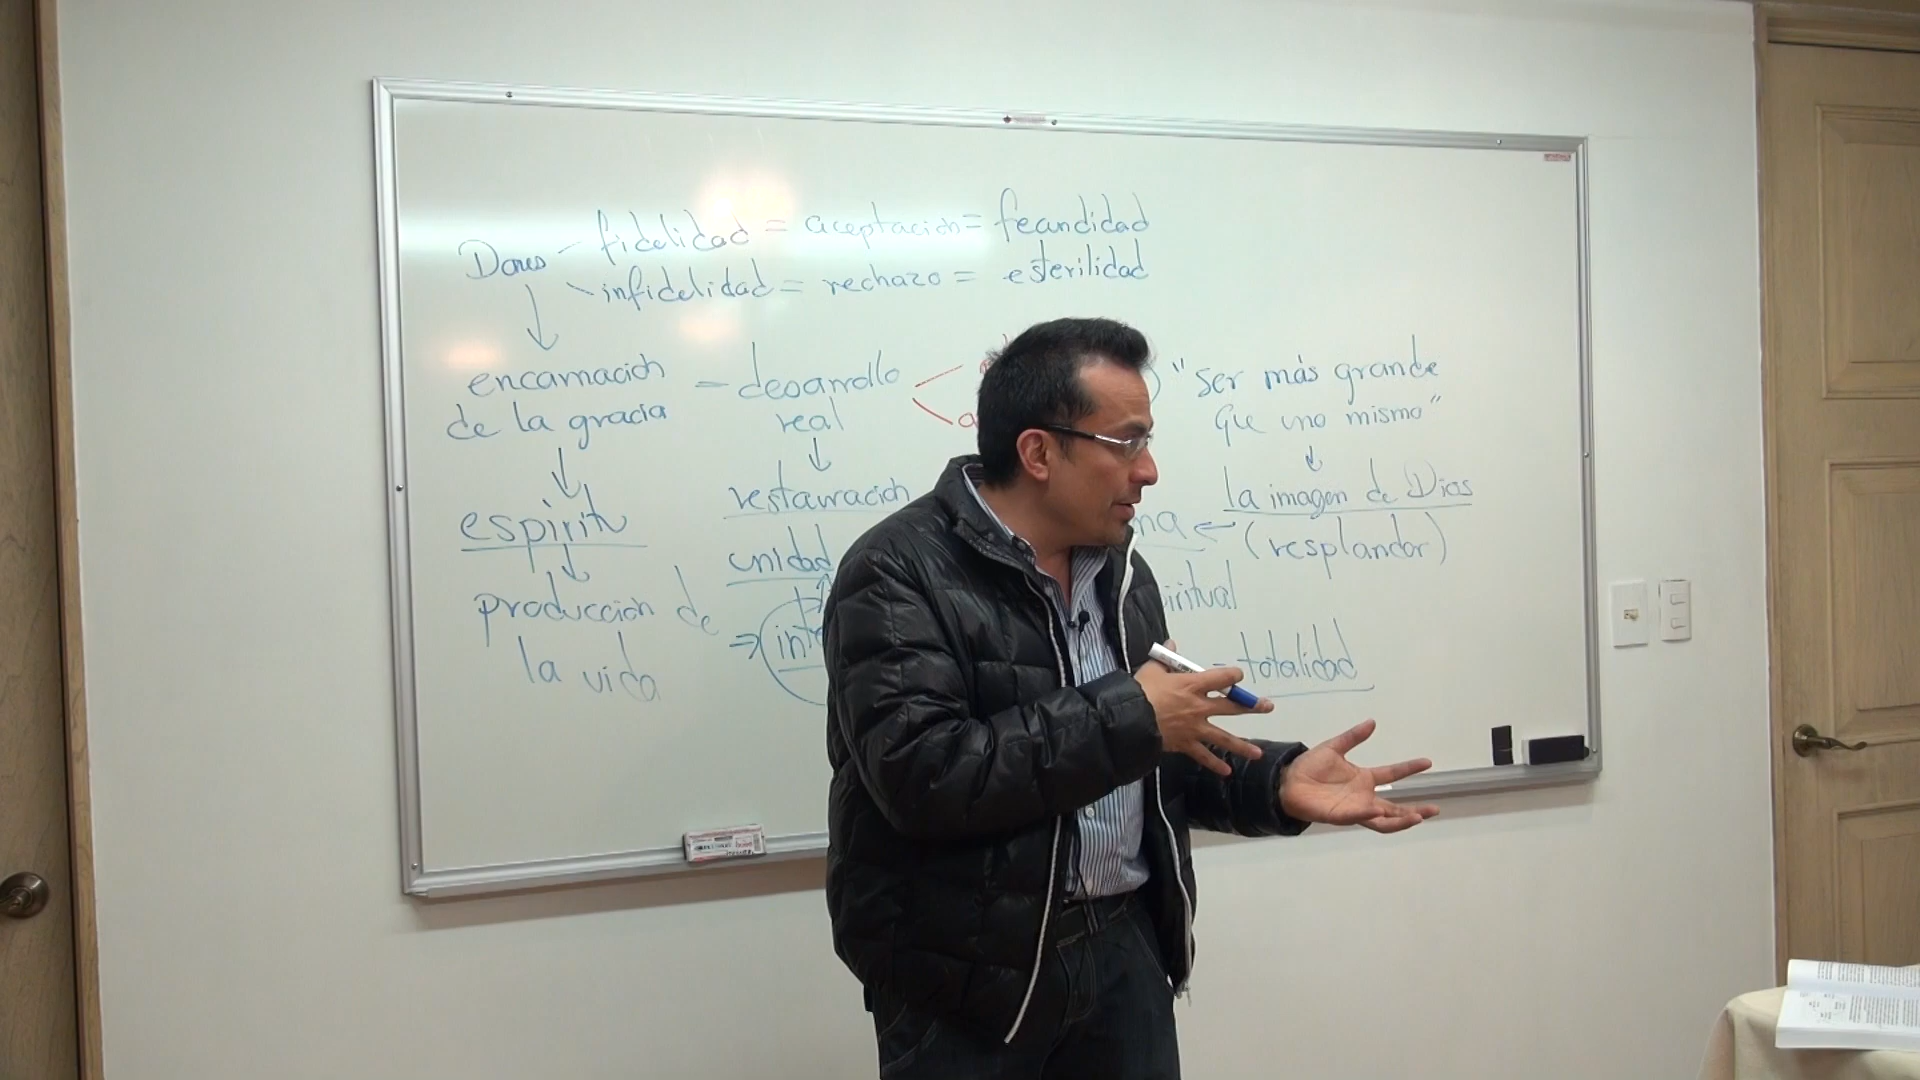 Dones - fidelidad = aceptación = fecundidad
infidelidad = rechazo = esterilidad
encarnación - desarrollo "ser más grande
de la gracia real que uno mismo"
restauración la imagen de Dios
espíritu unidad (resplandor)
producción de
la vida totalidad